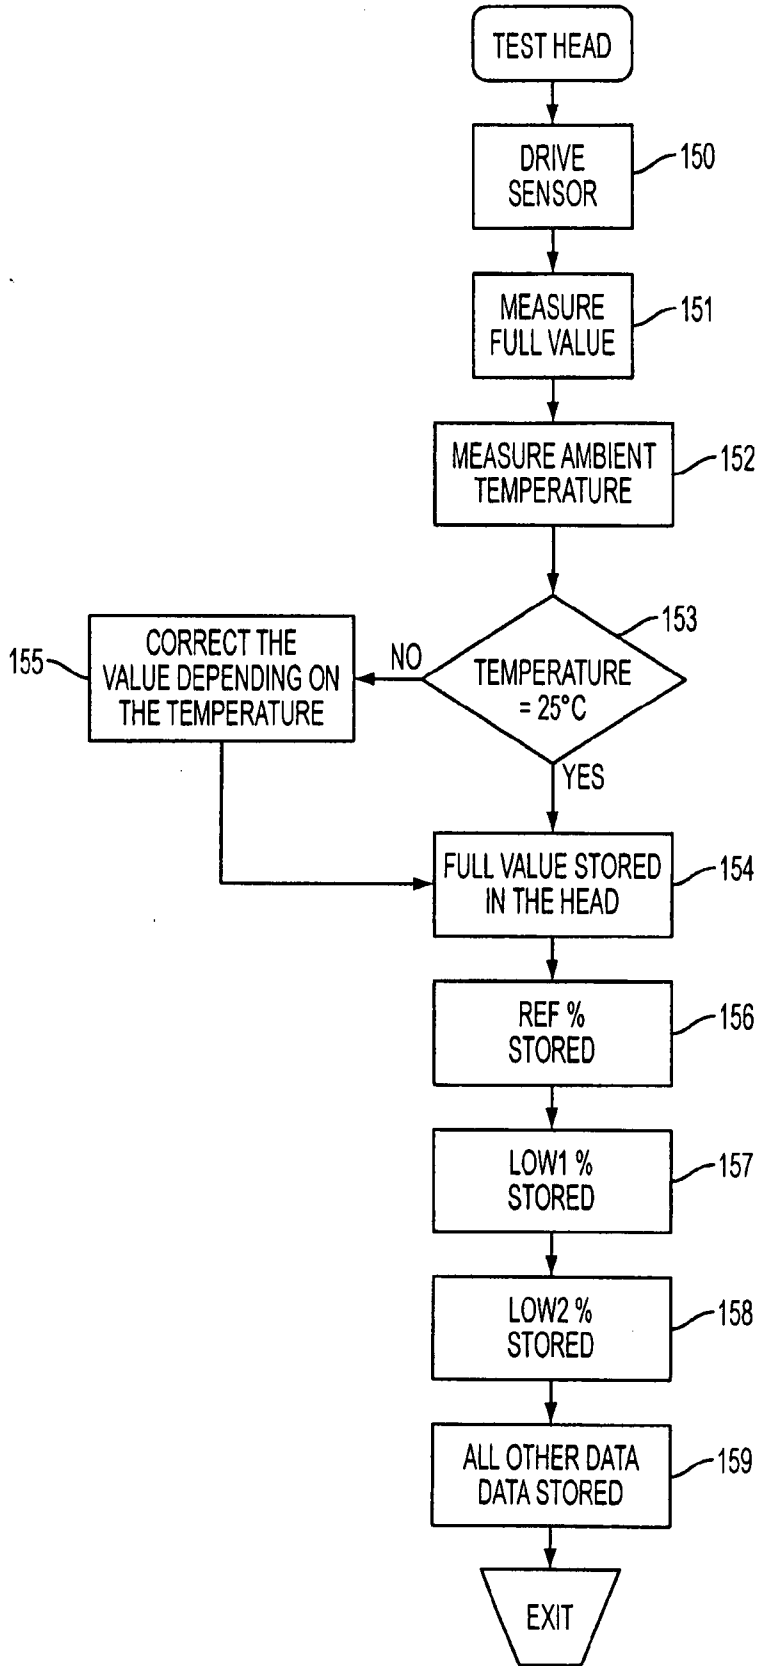 TEST HEAD
DRIVE
SENSOR
150
MEASURE
FULL VALUE
151
MEASURE AMBIENT
TEMPERATURE
152
153
TEMPERATURE
= 25°C
NO
YES
155
CORRECT THE
VALUE DEPENDING ON
THE TEMPERATURE
FULL VALUE STORED
IN THE HEAD
154
REF %
STORED
156
LOW1 %
STORED
157
LOW2 %
STORED
158
ALL OTHER DATA
DATA STORED
159
EXIT